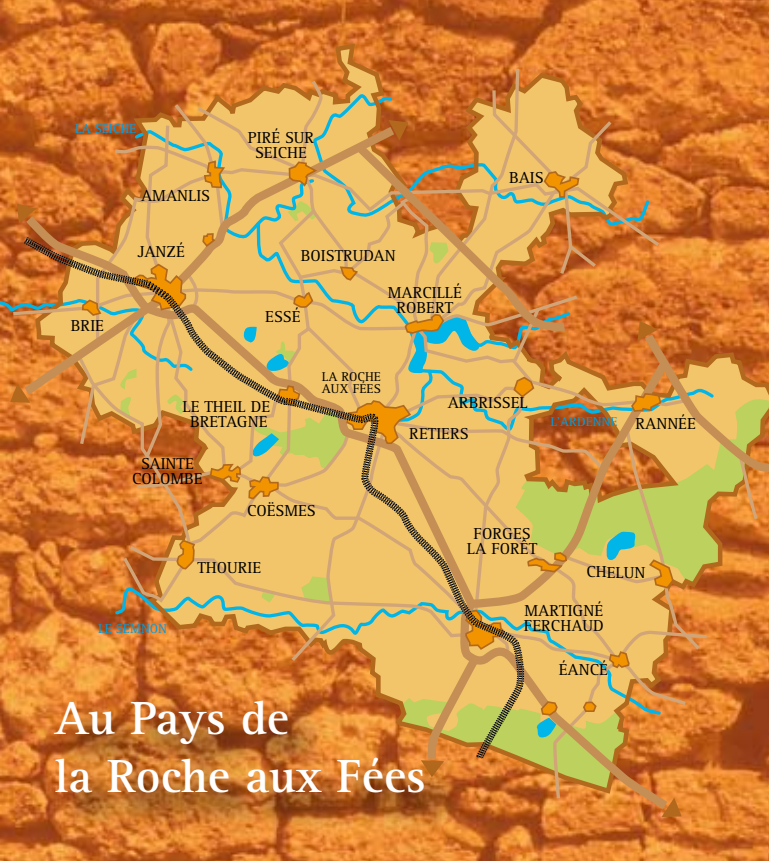 LA SEICHE
PIRÉ SUR
SEICHE
BAIS
AMANLIS
JANZÉ
BOISTRUDAN
MARCILLÉ
ROBERT
ESSÉ
BRIE
LA ROCHE
AUX FÉES
ARBRISSEL
LE THEIL DE
BRETAGNE
L'ARDENNE
RANNÉE
RETIERS
SAINTE
COLOMBE
COËSMES
FORGES
LA FORÊT
THOURIE
CHELUN
MARTIGNÉ
FERCHAUD
LE SEMNON
ÉANCÉ
Au Pays de
la Roche aux Fées